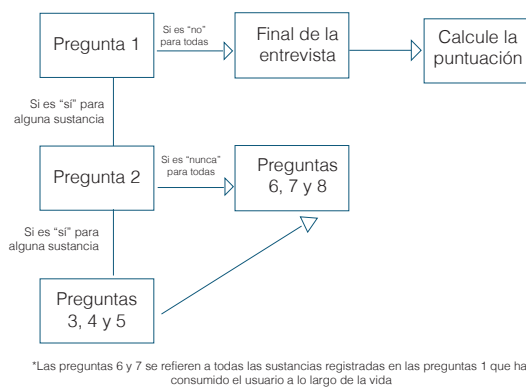 Pregunta 1
Si es “no”
para todas
Final de la
entrevista
Calcule la
puntuación
Si es “sí” para
alguna sustancia
Pregunta 2
Si es “nunca”
para todas
Preguntas
6, 7 y 8
Si es “sí” para
alguna sustancia
Preguntas
3, 4 y 5
*Las preguntas 6 y 7 se refieren a todas las sustancias registradas en las preguntas 1 que ha
consumido el usuario a lo largo de la vida